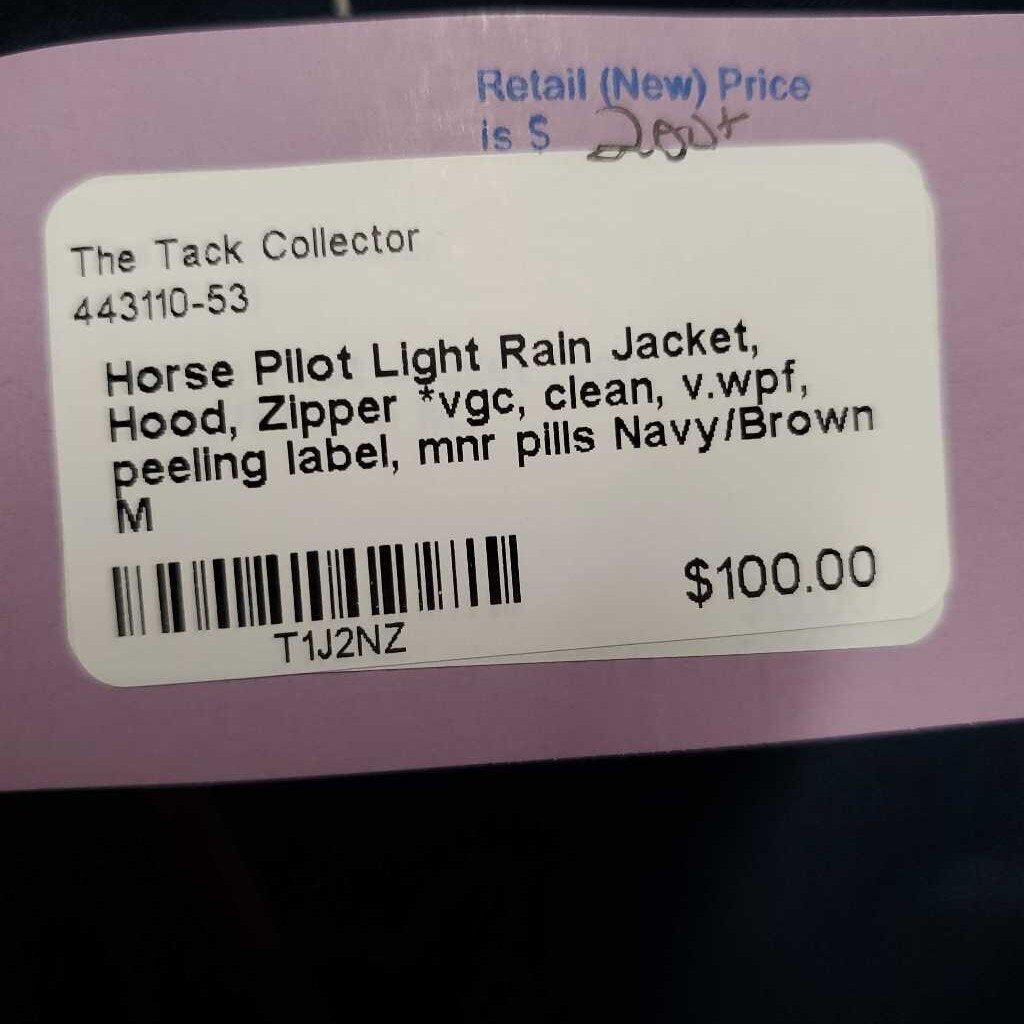 Retail (New) Price
is $ 200+
The Tack Collector
443110-53
Horse Pilot Light Rain Jacket,
Hood, Zipper *vgc, clean, v.wpf,
peeling label, mnr pills Navy/Brown
M
$100.00
T1J2NZ